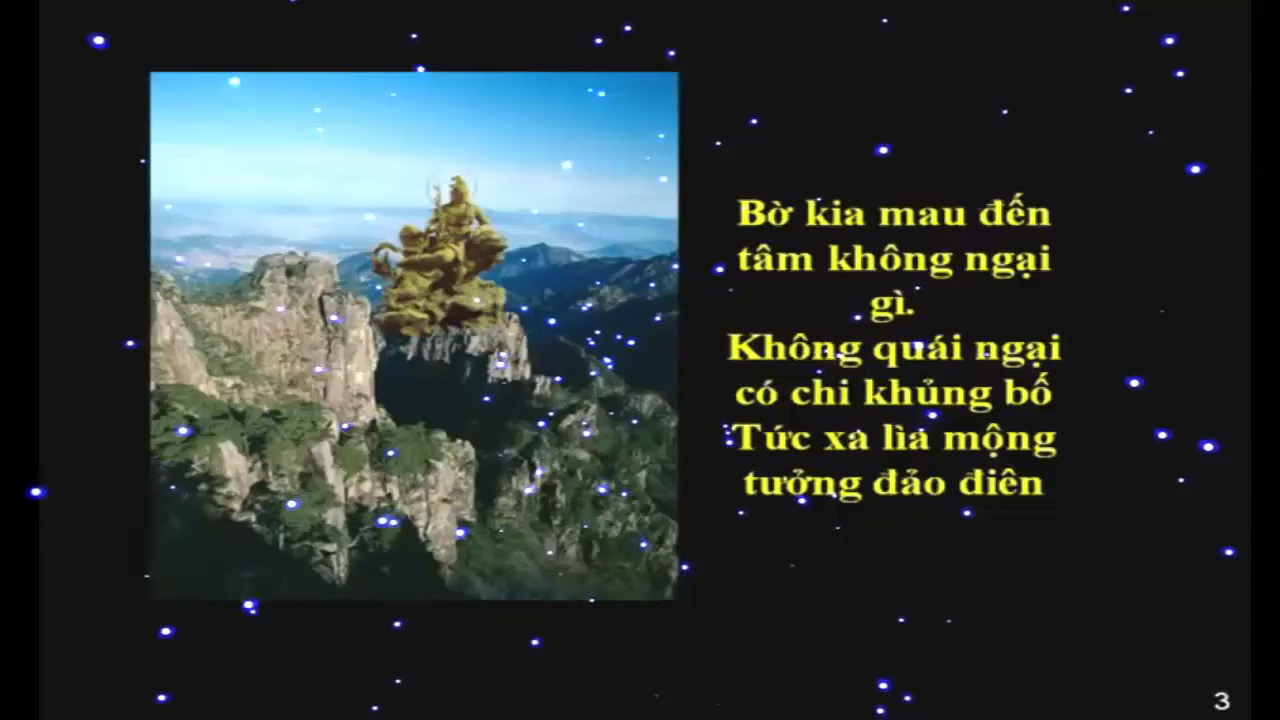 Bờ kia mau đến
tâm không ngại
gì.
Không quái ngại
có chi khủng bố
Tức xa lìa mộng
tưởng đảo điên
3